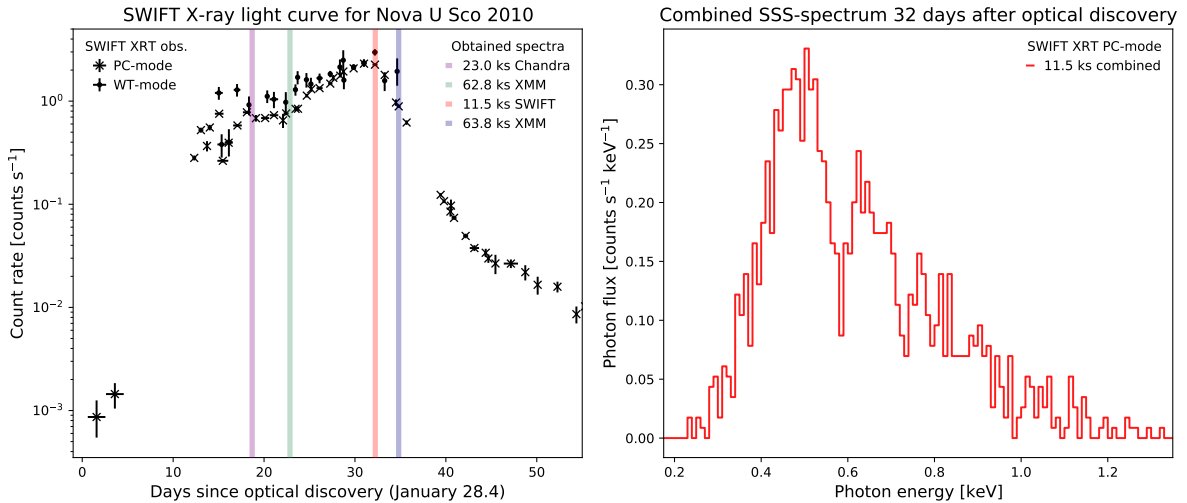 SWIFT X-ray light curve for Nova U Sco 2010
SWIFT XRT obs.
PC-mode
WT-mode
Obtained spectra
23.0 ks Chandra
62.8 ks XMM
11.5 ks SWIFT
63.8 ks XMM
Count rate [counts s⁻¹]
10⁰
10⁻¹
10⁻²
10⁻³
0 10 20 30 40 50
Days since optical discovery (January 28.4)
Combined SSS-spectrum 32 days after optical discovery
SWIFT XRT PC-mode
11.5 ks combined
Photon flux [counts s⁻¹ keV⁻¹]
0.30
0.25
0.20
0.15
0.10
0.05
0.00
0.2 0.4 0.6 0.8 1.0 1.2
Photon energy [keV]